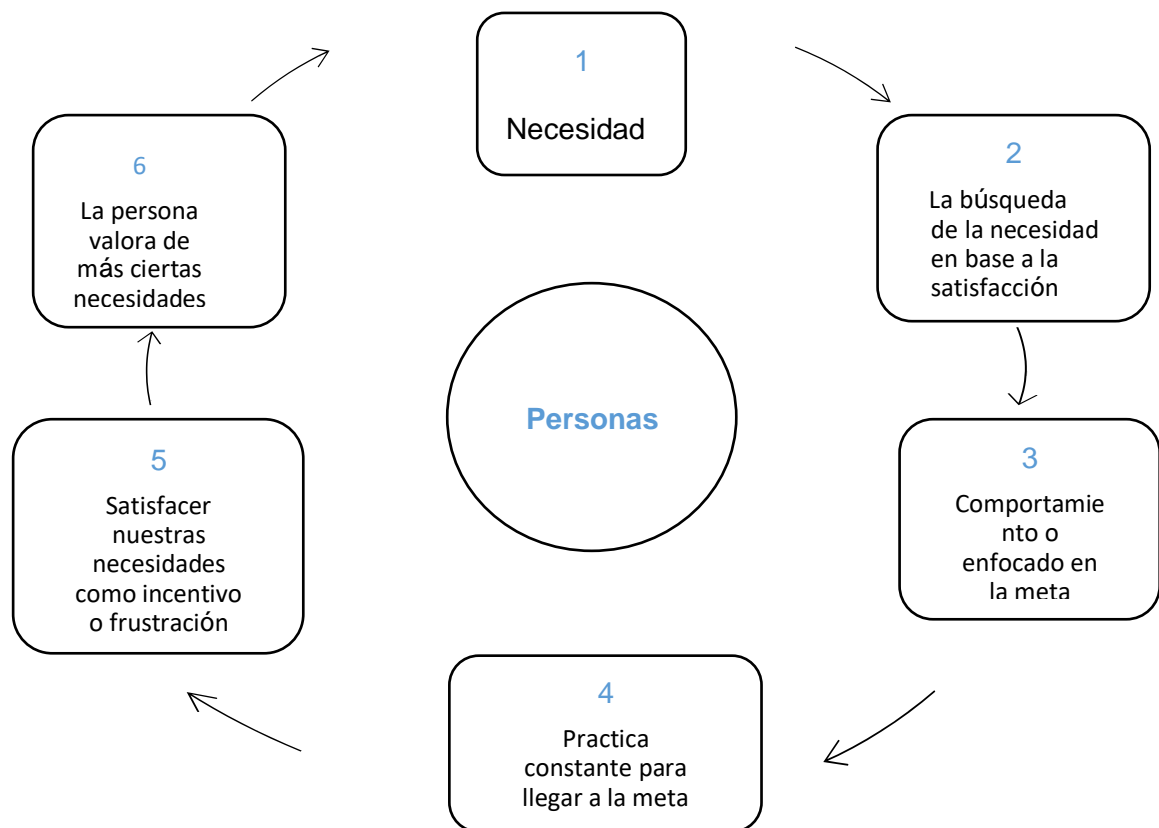 1
Necesidad
2
La búsqueda
de la necesidad
en base a la
satisfacción
3
Comportamie
nto o
enfocado en
la meta
4
Practica
constante para
llegar a la meta
5
Satisfacer
nuestras
necesidades
como incentivo
o frustración
6
La persona
valora de
más ciertas
necesidades
Personas